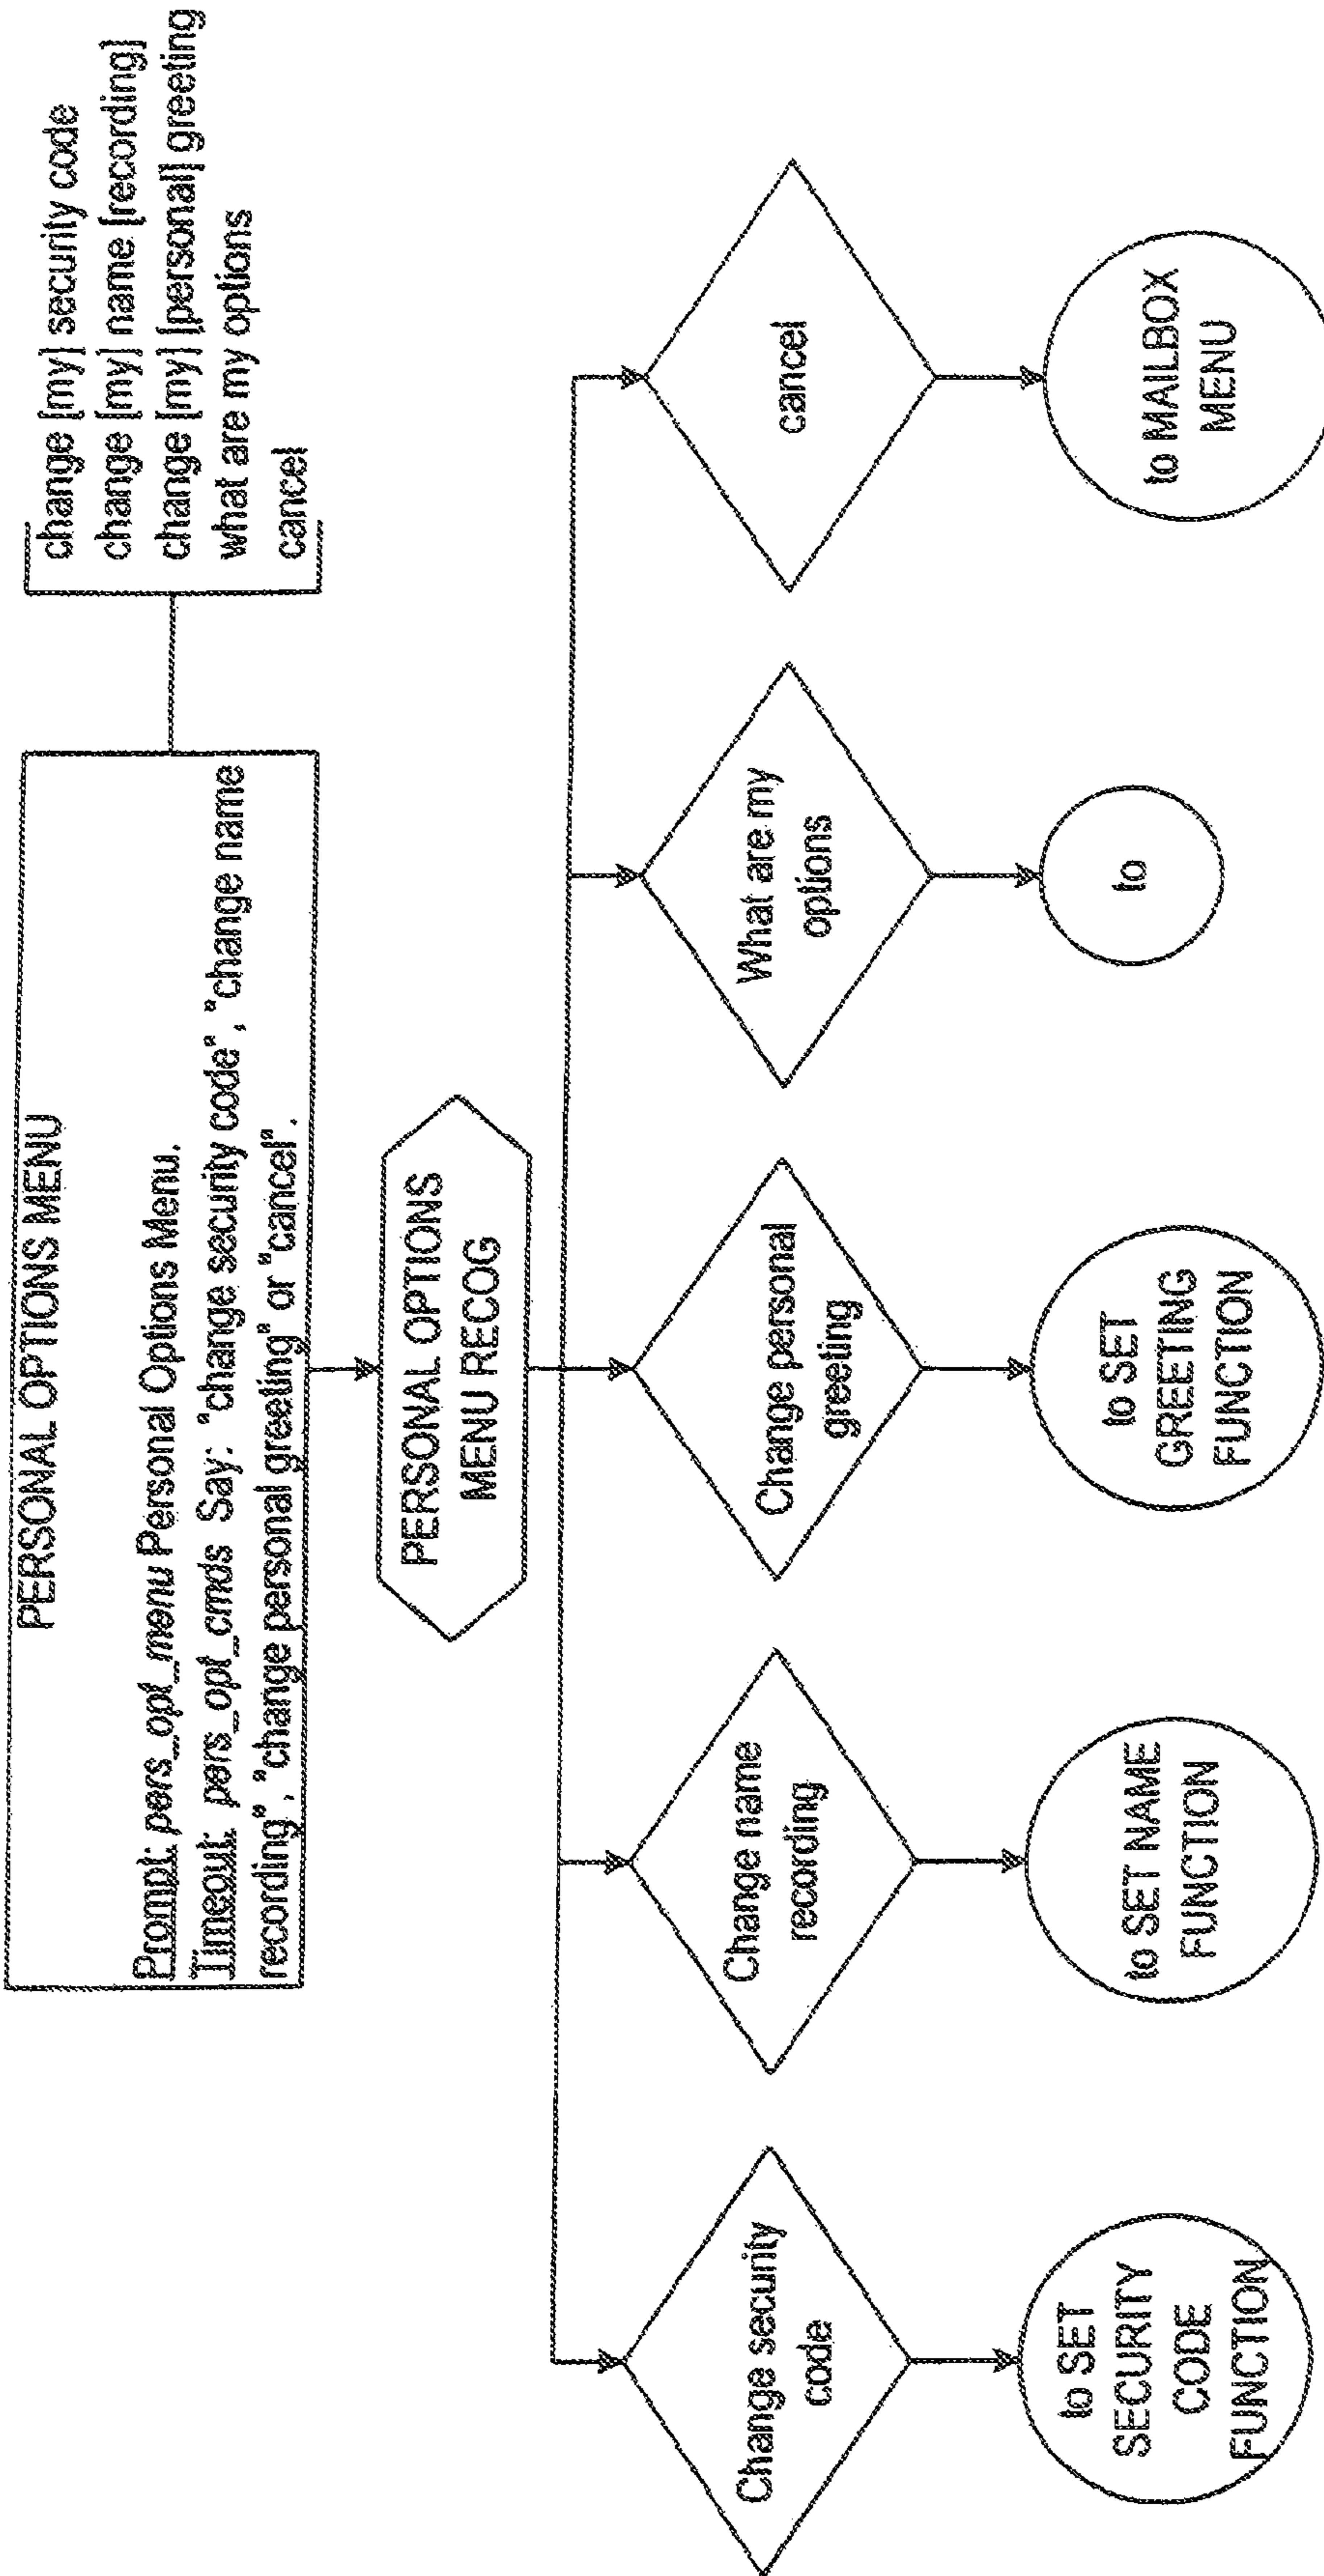 PERSONAL OPTIONS MENU
Prompt: pers_opt_menu Personal Options Menu.
Timeout: pers_opt_cmds Say: "change security code", "change name
recording", "change personal greeting" or "cancel".
change [my] security code
change [my] name [recording]
change [my] [personal] greeting
what are my options
cancel
PERSONAL OPTIONS
MENU RECOG
Change security
code
Change name
recording
Change personal
greeting
What are my
options
cancel
to SET
SECURITY
CODE
FUNCTION
to SET NAME
FUNCTION
to SET
GREETING
FUNCTION
to
to MAILBOX
MENU